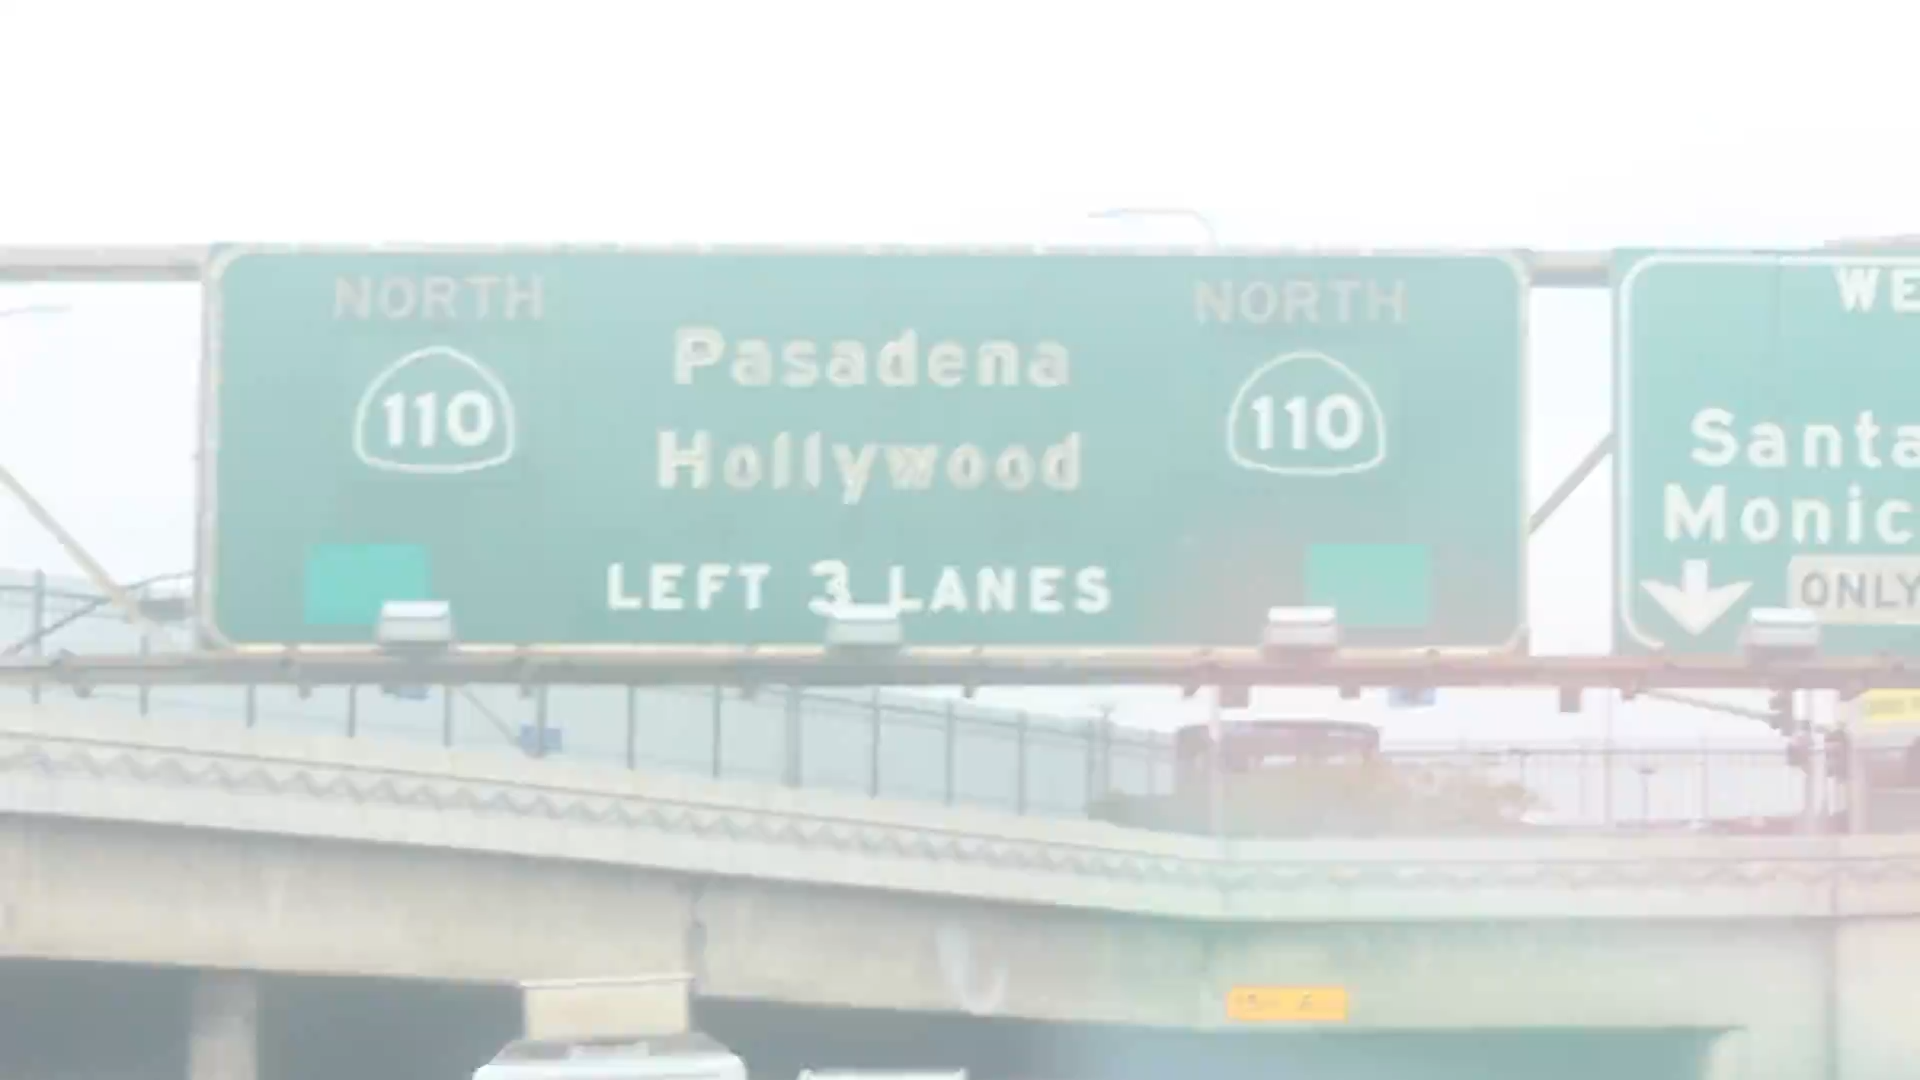 NORTH
NORTH
Pasadena
110
110
Hollywood
LEFT 3 LANES
WE
Santa
Monic
ONLY